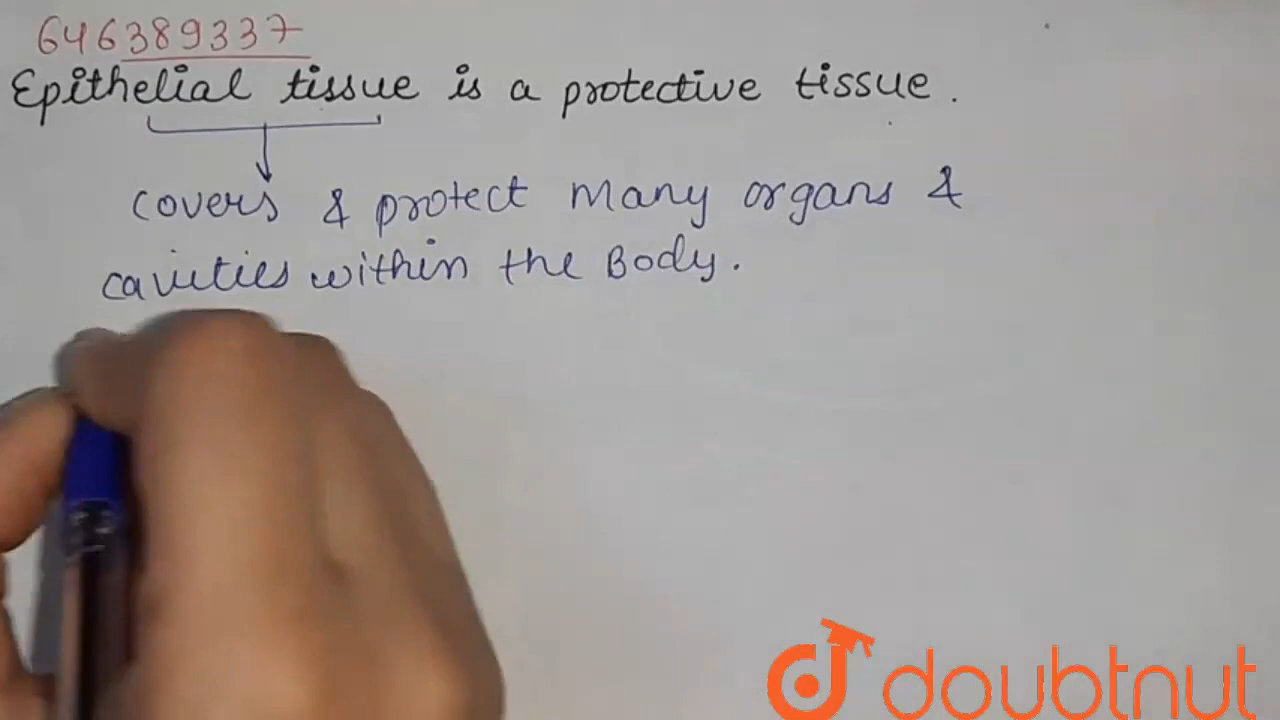 646389337
Epithelial tissue is a protective tissue.
Covers & protect Many organs &
cavities within the Body.
doubtnut